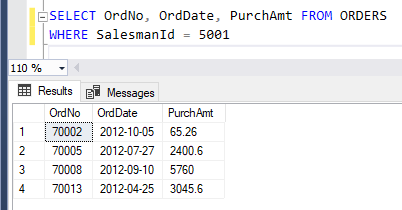 SELECT OrdNo, OrdDate, PurchAmt FROM ORDERS
WHERE SalesmanId = 5001
110 %
Results Messages
OrdNo OrdDate PurchAmt
1 70002 2012-10-05 65.26
2 70005 2012-07-27 2400.6
3 70008 2012-09-10 5760
4 70013 2012-04-25 3045.6